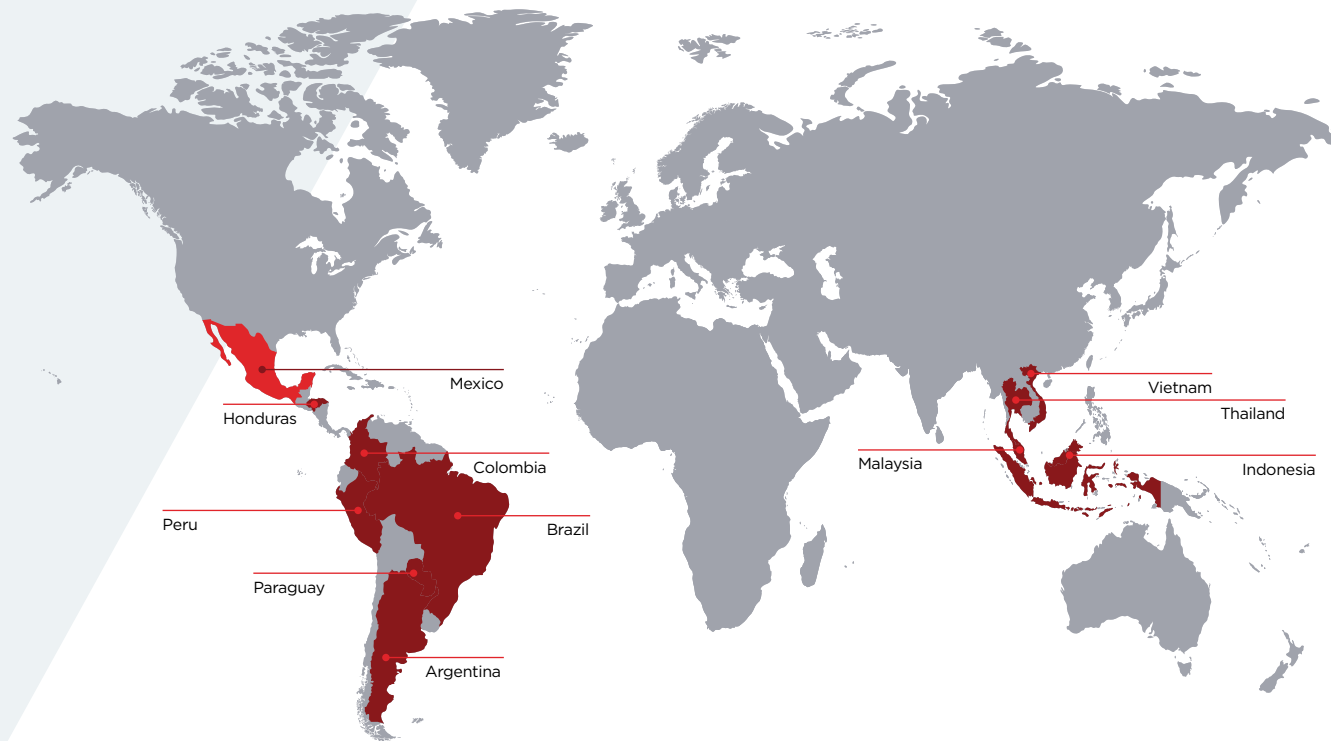 Mexico
Vietnam
Honduras
Thailand
Colombia
Malaysia
Indonesia
Peru
Brazil
Paraguay
Argentina